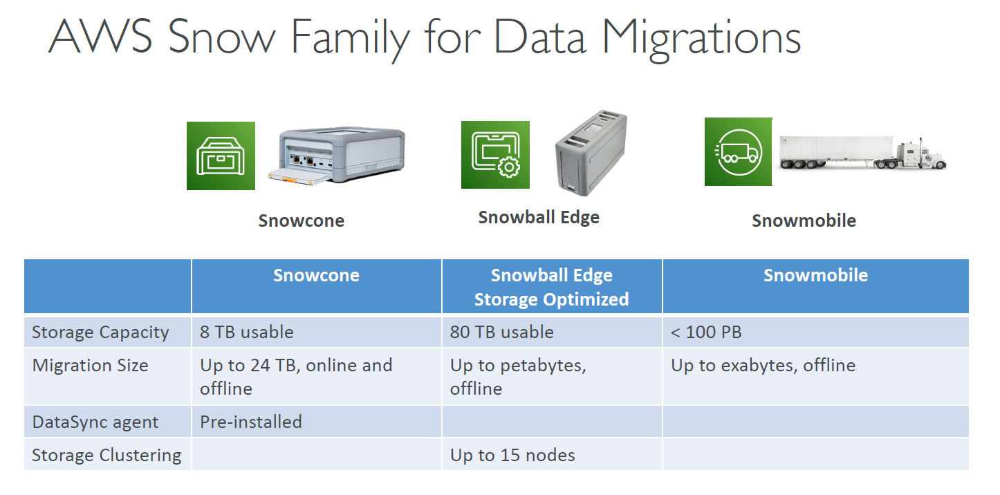 AWS Snow Family for Data Migrations
Snowcone
Snowball Edge
Snowmobile
Snowcone
Snowball Edge
Storage Optimized
Snowmobile
Storage Capacity
8 TB usable
80 TB usable
< 100 PB
Migration Size
Up to 24 TB, online and
offline
Up to petabytes,
offline
Up to exabytes, offline
DataSync agent
Pre-installed
Storage Clustering
Up to 15 nodes